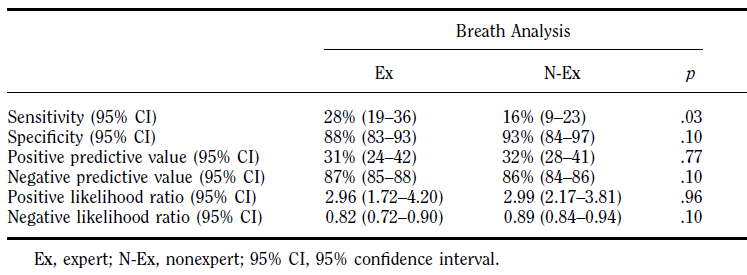 Breath Analysis
Ex N-Ex p
Sensitivity (95% CI) 28% (19–36) 16% (9–23) .03
Specificity (95% CI) 88% (83–93) 93% (84–97) .10
Positive predictive value (95% CI) 31% (24–42) 32% (28–41) .77
Negative predictive value (95% CI) 87% (85–88) 86% (84–86) .10
Positive likelihood ratio (95% CI) 2.96 (1.72–4.20) 2.99 (2.17–3.81) .96
Negative likelihood ratio (95% CI) 0.82 (0.72–0.90) 0.89 (0.84–0.94) .10
Ex, expert; N-Ex, nonexpert; 95% CI, 95% confidence interval.